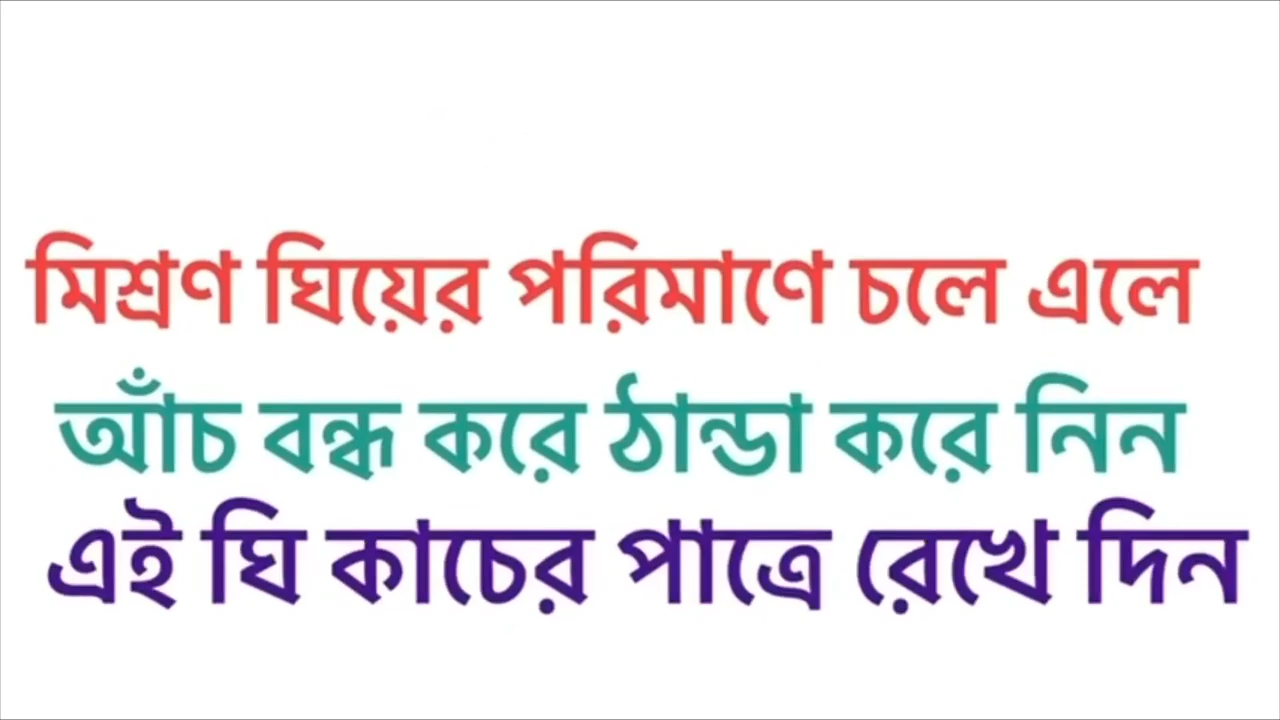 মিশ্রণ ঘিয়ের পরিমাণে চলে এলে
আঁচ বন্ধ করে ঠান্ডা করে নিন
এই ঘি কাচের পাত্রে রেখে দিন